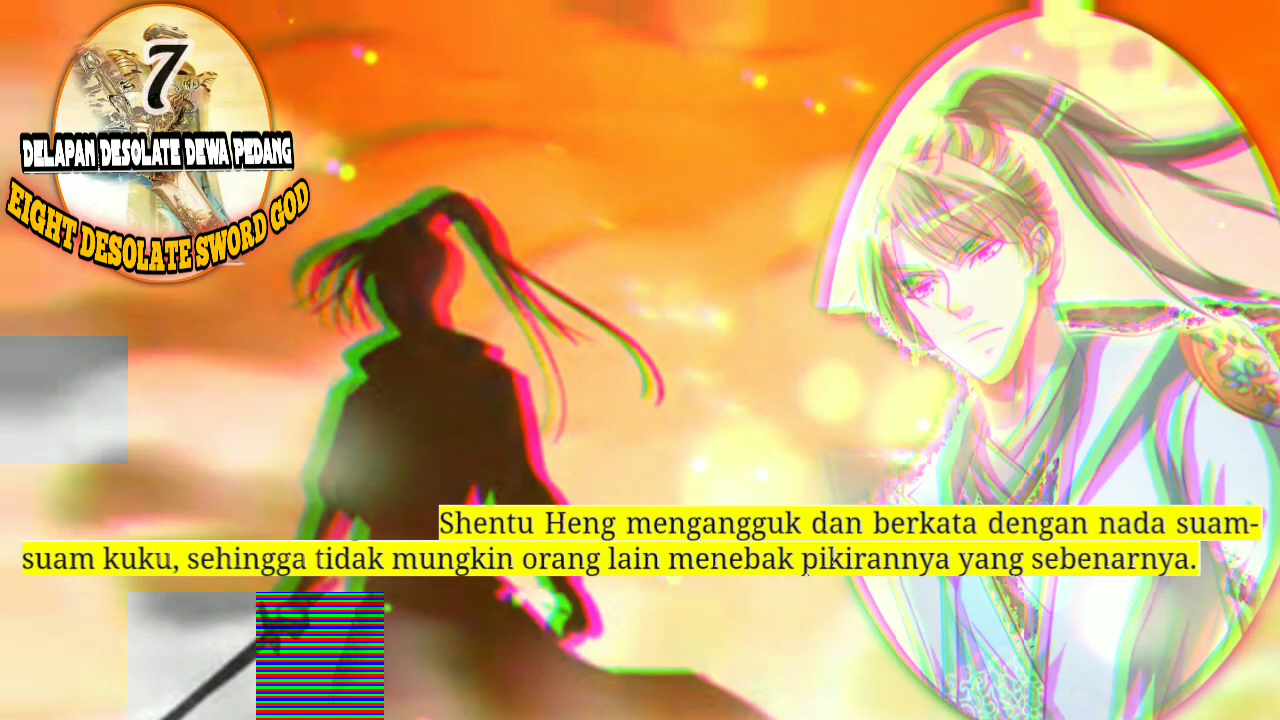 7
DELAPAN DESOLATE DEWA PEDANG
EIGHT DESOLATE SWORD GOD
Shentu Heng mengangguk dan berkata dengan nada suam-
suam kuku, sehingga tidak mungkin orang lain menebak pikirannya yang sebenarnya.